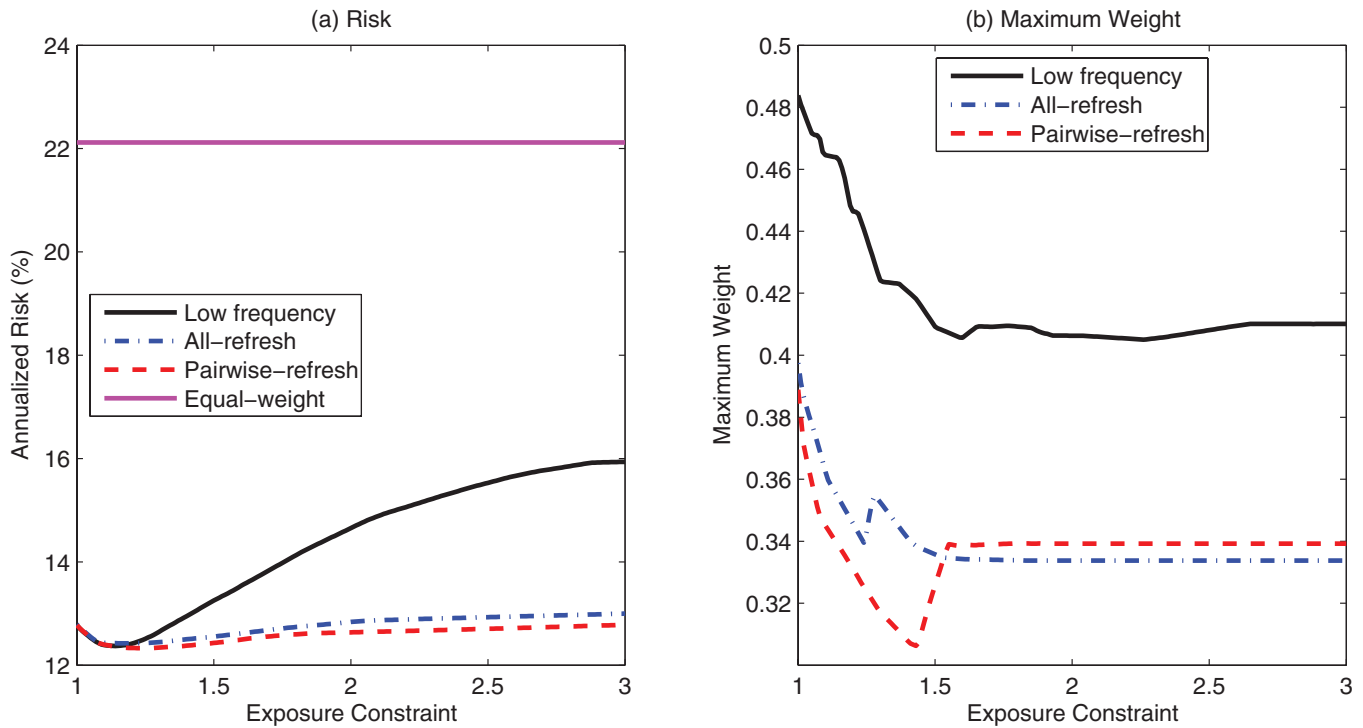 (a) Risk
24
22
20
18
16
14
12
Annualized Risk (%)
Low frequency
All-refresh
Pairwise-refresh
Equal-weight
1
1.5
2
2.5
3
Exposure Constraint
(b) Maximum Weight
0.5
0.48
0.46
0.44
0.42
0.4
0.38
0.36
0.34
0.32
Maximum Weight
Low frequency
All-refresh
Pairwise-refresh
1
1.5
2
2.5
3
Exposure Constraint